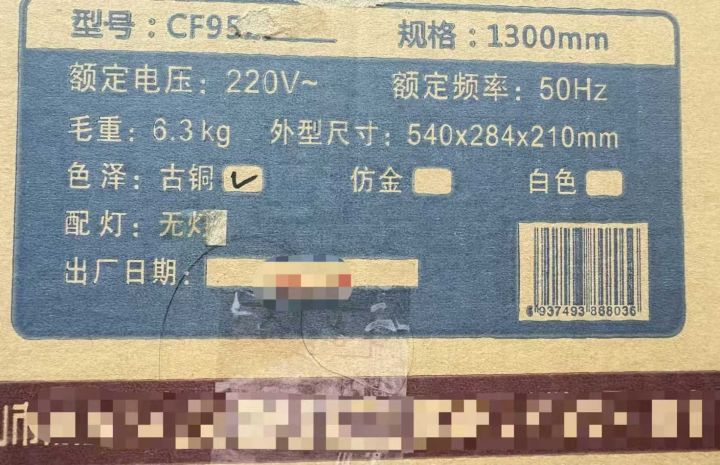 型号：CF95 规格：1300mm
额定电压：220V~ 额定频率：50Hz
毛重：6.3kg 外型尺寸：540x284x210mm
色泽：古铜 仿金 白色
配灯：无灯
出厂日期：
6937493868036